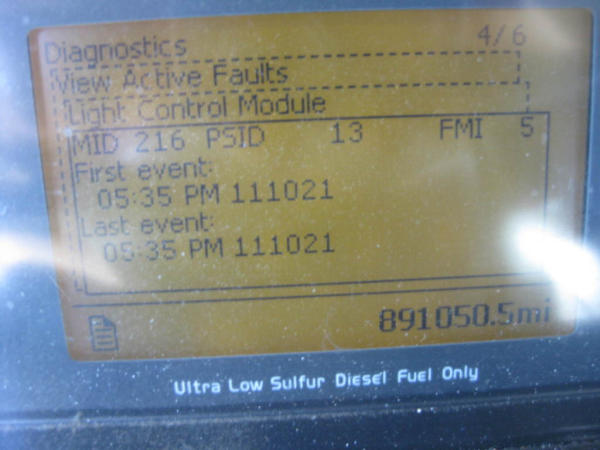 Diagnostics 4/6
View Active Faults
Light Control Module
MID 216 PSID 13 FMI 5
First event:
05:35 PM 111021
Last event:
05:35 PM 111021
891050.5mi
Ultra Low Sulfur Diesel Fuel Only